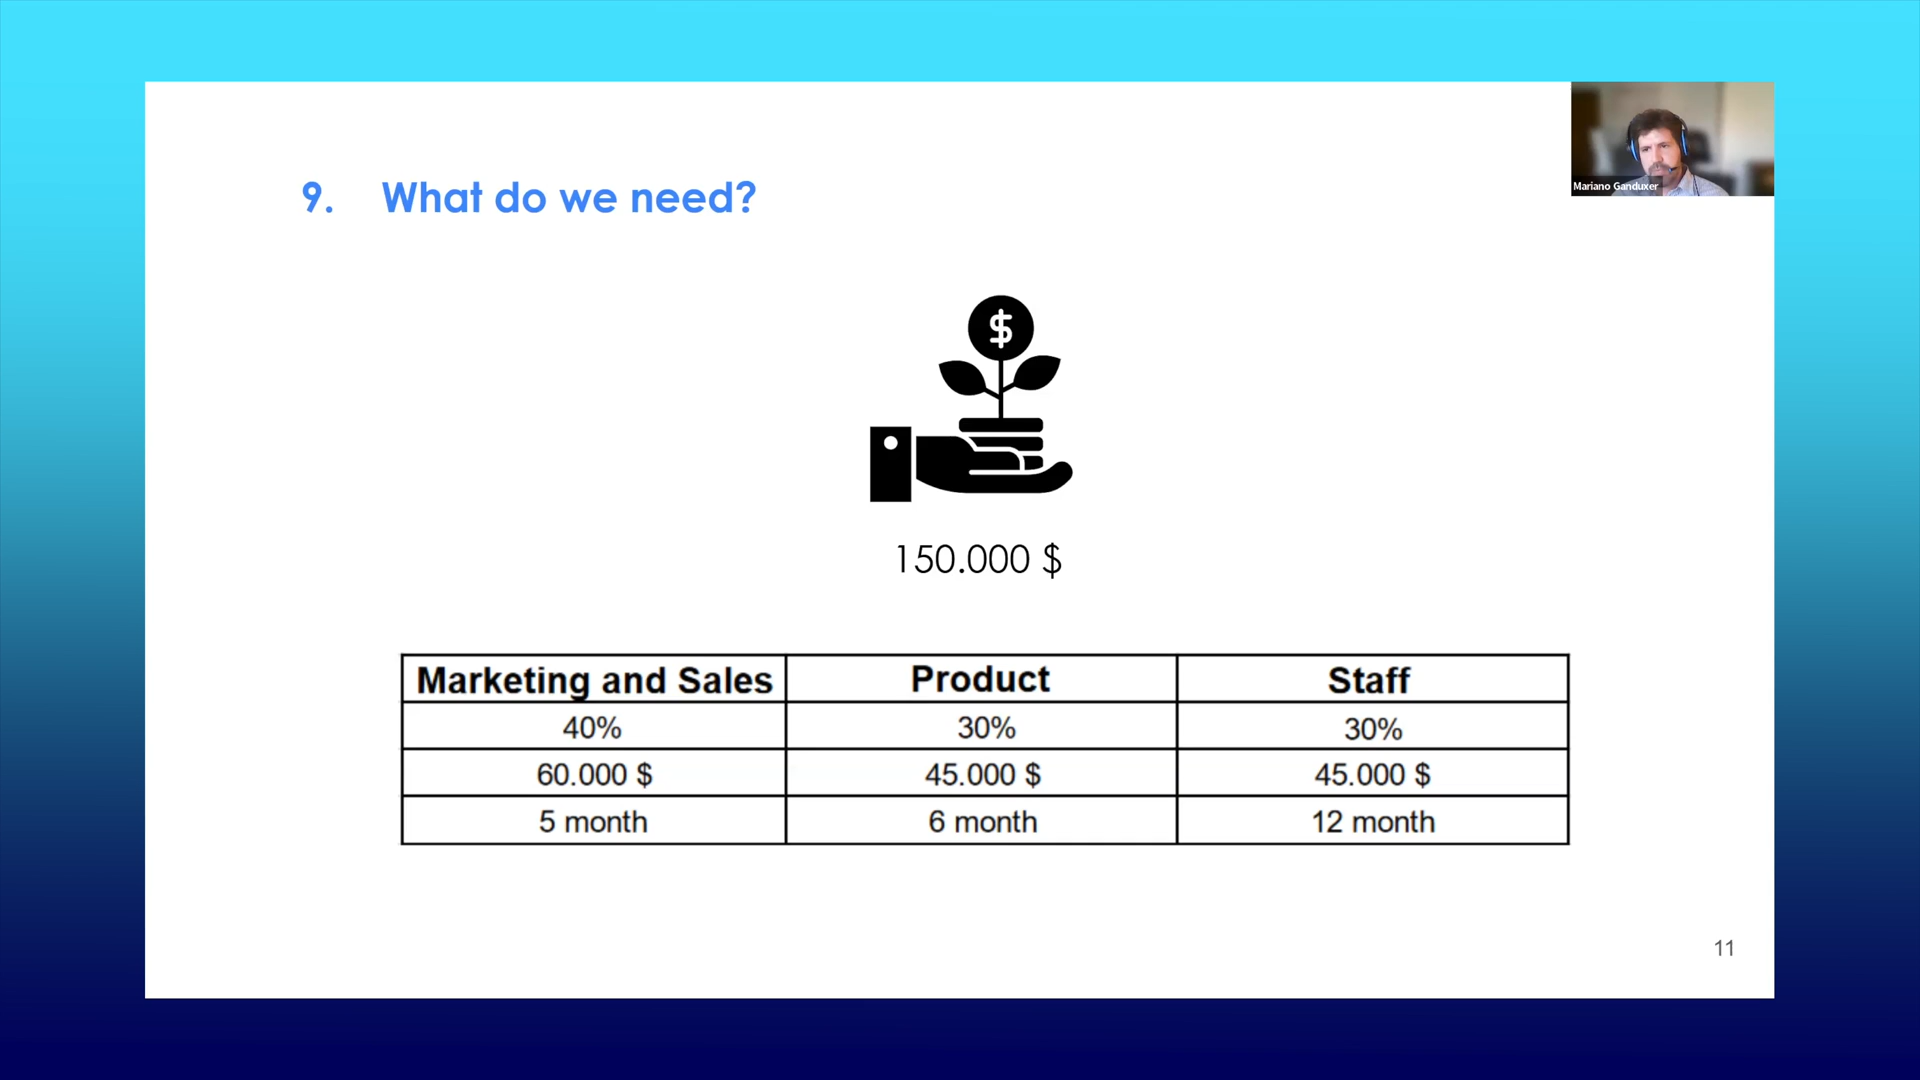 Mariano Ganduxer
9. What do we need?
$
150.000 $
Marketing and Sales Product Staff
40% 30% 30%
60.000 $ 45.000 $ 45.000 $
5 month 6 month 12 month
11